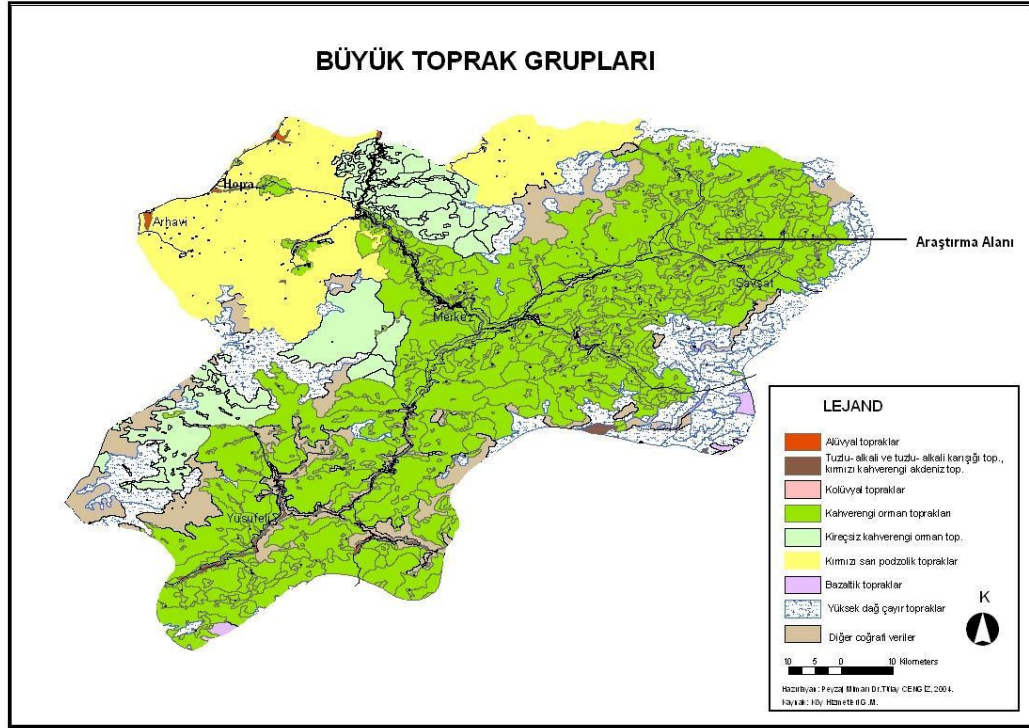 BÜYÜK TOPRAK GRUPLARI
Hopa
Arhavi
Araştırma Alanı
Şavşat
Merkez
Yusufeli
LEJAND
Alüvyal topraklar
Tuzlu- alkali ve tuzlu- alkali karışığı top.,
kırmızı kahverengi akdeniz top.
Kolüvyal topraklar
Kahverengi orman toprakları
Kireçsiz kahverengi orman top.
Kırmızı sarı podzolik topraklar
Bazaltik topraklar
Yüksek dağ çayır topraklar
Diğer coğrafi veriler
K
10 5 0 10 Kilometers
Hazırlayan: Peyzaj Mimarı Dr.Tülay CENGİZ, 2004.
Kaynak: Köy Hizmetleri G.M.